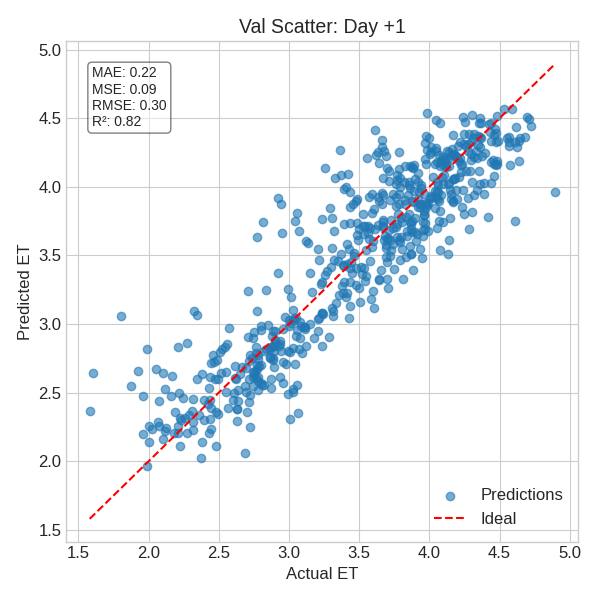 Val Scatter: Day +1
5.0
4.5
4.0
3.5
3.0
2.5
2.0
1.5
Predicted ET
MAE: 0.22
MSE: 0.09
RMSE: 0.30
R²: 0.82
Predictions
Ideal
1.5 2.0 2.5 3.0 3.5 4.0 4.5 5.0
Actual ET